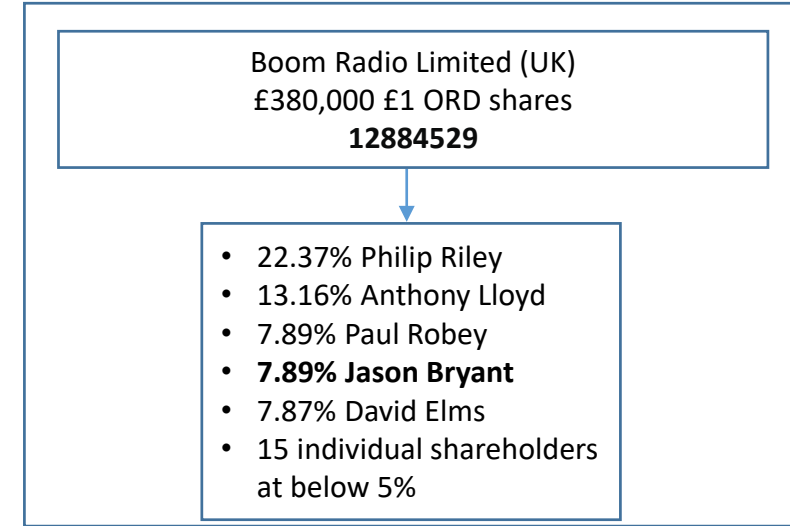 Boom Radio Limited (UK)
£380,000 £1 ORD shares
12884529
• 22.37% Philip Riley
• 13.16% Anthony Lloyd
• 7.89% Paul Robey
• 7.89% Jason Bryant
• 7.87% David Elms
• 15 individual shareholders
at below 5%